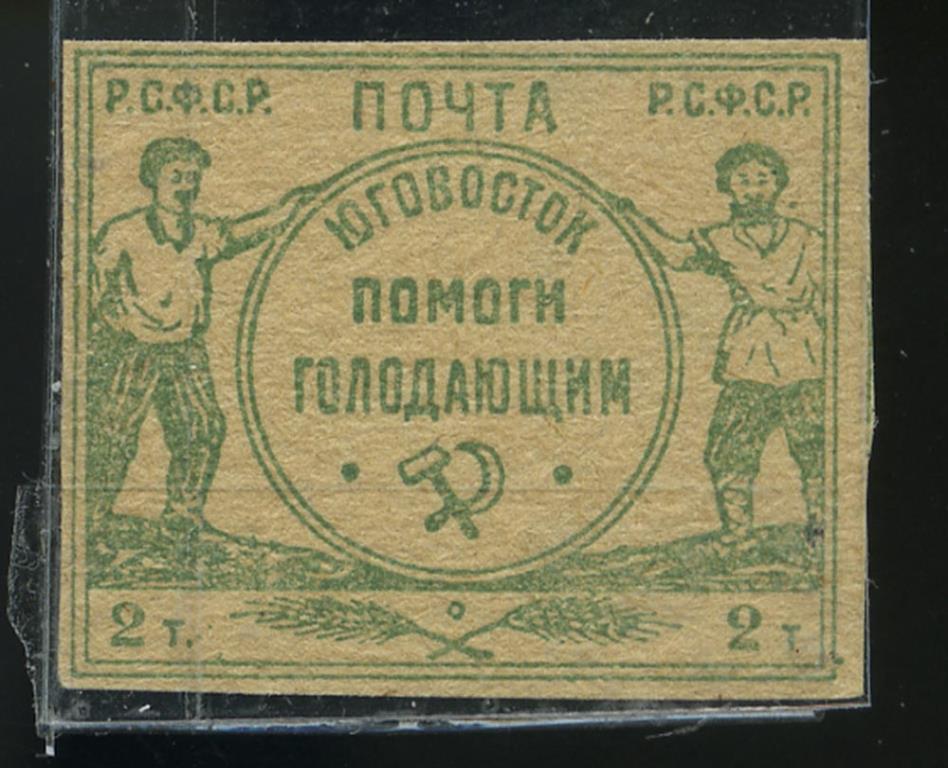 Р.С.Ф.С.Р. ПОЧТА Р.С.Ф.С.Р.
ЮГОВОСТОК
ПОМОГИ
ГОЛОДАЮЩИМ
2 т. 2 т.